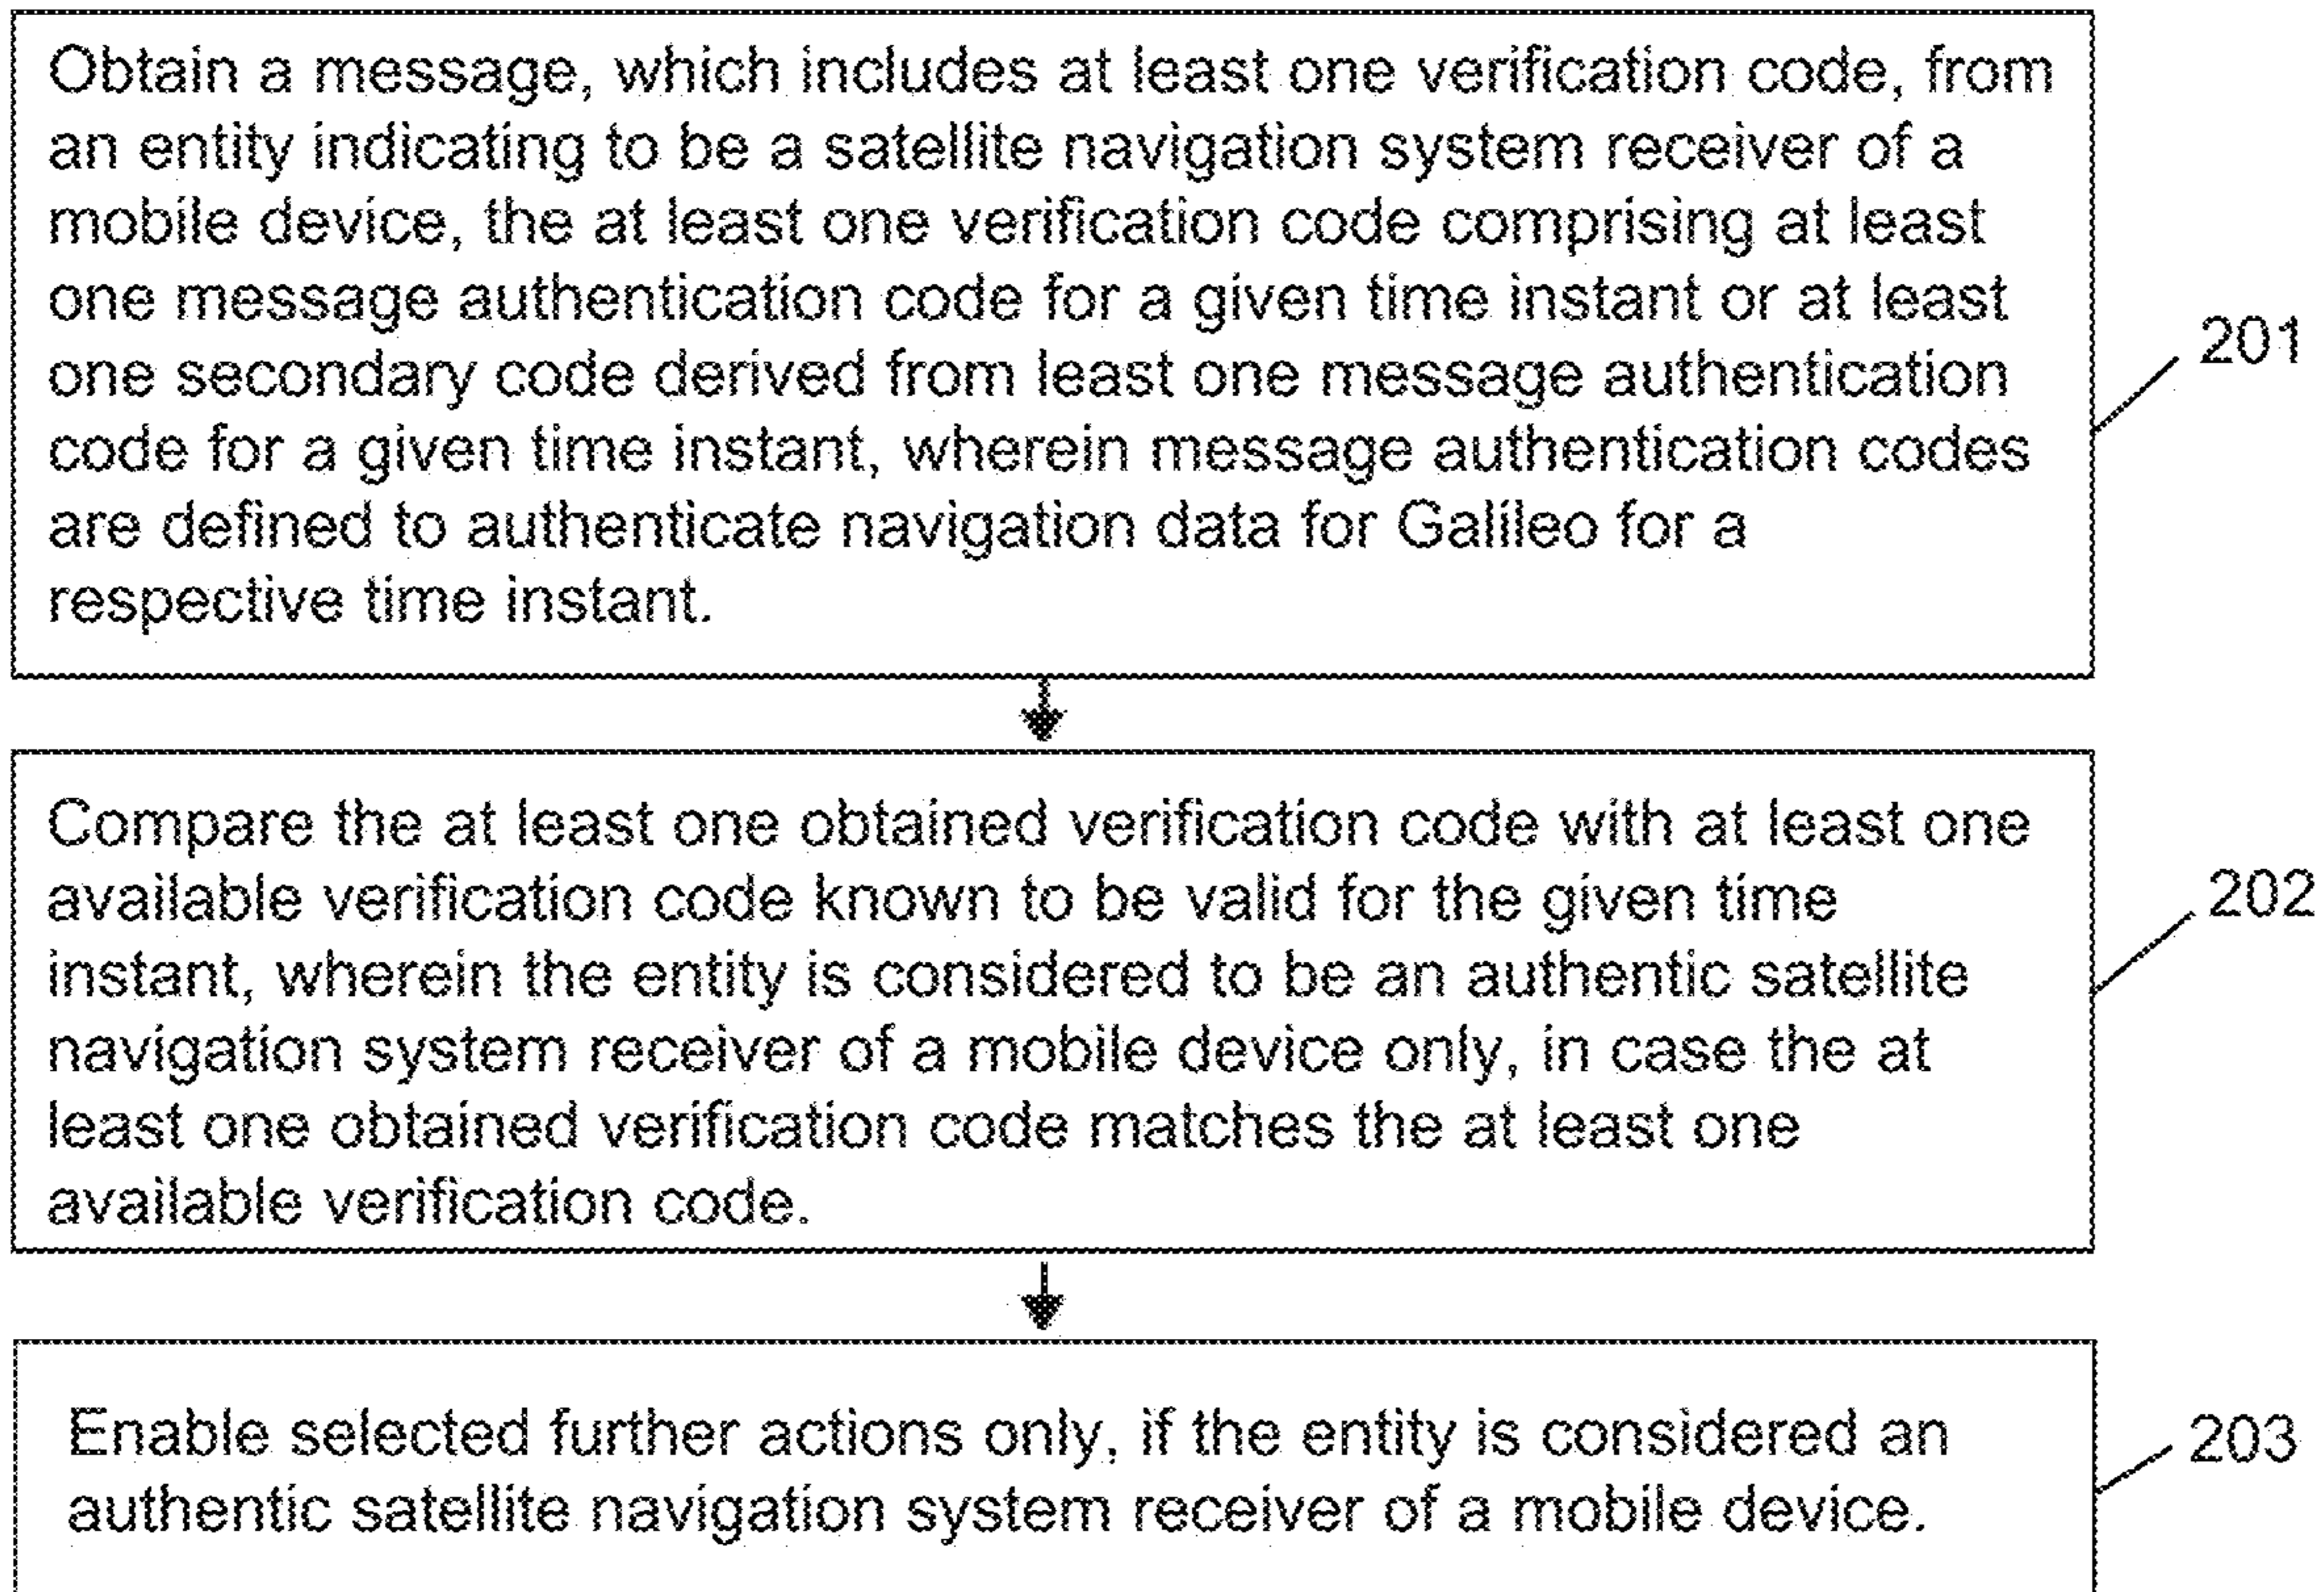 Obtain a message, which includes at least one verification code, from
an entity indicating to be a satellite navigation system receiver of a
mobile device, the at least one verification code comprising at least
one message authentication code for a given time instant or at least
one secondary code derived from least one message authentication
code for a given time instant, wherein message authentication codes
are defined to authenticate navigation data for Galileo for a
respective time instant.
201
Compare the at least one obtained verification code with at least one
available verification code known to be valid for the given time
instant, wherein the entity is considered to be an authentic satellite
navigation system receiver of a mobile device only, in case the at
least one obtained verification code matches the at least one
available verification code.
202
Enable selected further actions only, if the entity is considered an
authentic satellite navigation system receiver of a mobile device.
203